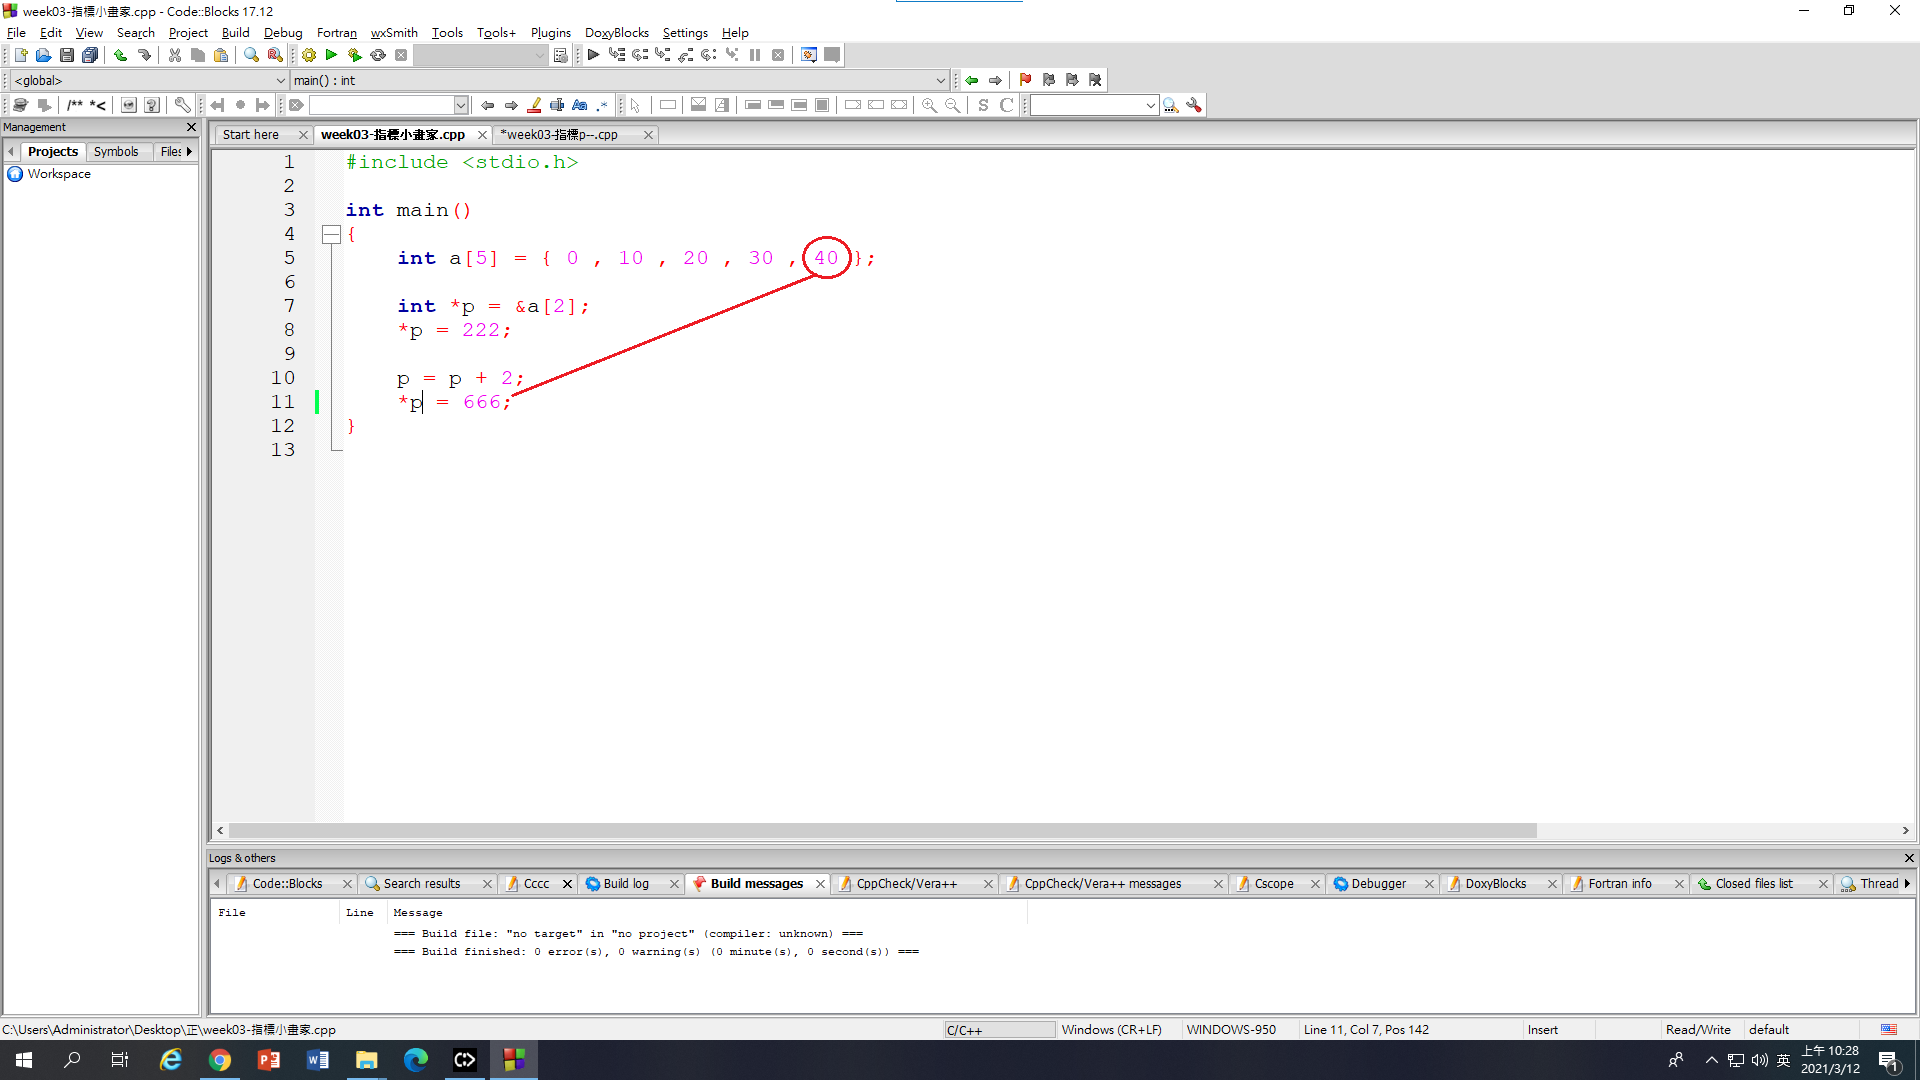 week03-指標小畫家.cpp - Code::Blocks 17.12
File Edit View Search Project Build Debug Fortran wxSmith Tools Tools+ Plugins DoxyBlocks Settings Help
<global> main() : int
/** *<
S C
Management
Projects Symbols Files
Workspace
Start here week03-指標小畫家.cpp *week03-指標p--.cpp
1 #include <stdio.h>
2
3 int main()
4 {
5 int a[5] = { 0 , 10 , 20 , 30 , 40 };
6
7 int *p = &a[2];
8 *p = 222;
9
10 p = p + 2;
11 *p = 666;
12 }
13
Logs & others
Code::Blocks Search results Cccc Build log Build messages CppCheck/Vera++ CppCheck/Vera++ messages Cscope Debugger DoxyBlocks Fortran info Closed files list Thread
File Line Message
=== Build file: "no target" in "no project" (compiler: unknown) ===
=== Build finished: 0 error(s), 0 warning(s) (0 minute(s), 0 second(s)) ===
C:\Users\Administrator\Desktop\正\week03-指標小畫家.cpp C/C++ Windows (CR+LF) WINDOWS-950 Line 11, Col 7, Pos 142 Insert Read/Write default
英 上午 10:28
2021/3/12
1